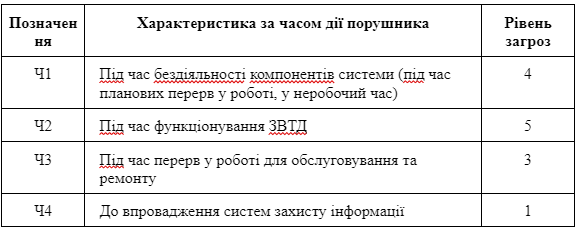 Позначен
ня
Характеристика за часом дії порушника
Рівень
загроз
Ч1
Під час бездіяльності компонентів системи (під час
планових перерв у роботі, у неробочий час)
4
Ч2
Під час функціонування ЗВТД
5
Ч3
Під час перерв у роботі для обслуговування та
ремонту
3
Ч4
До впровадження систем захисту інформації
1